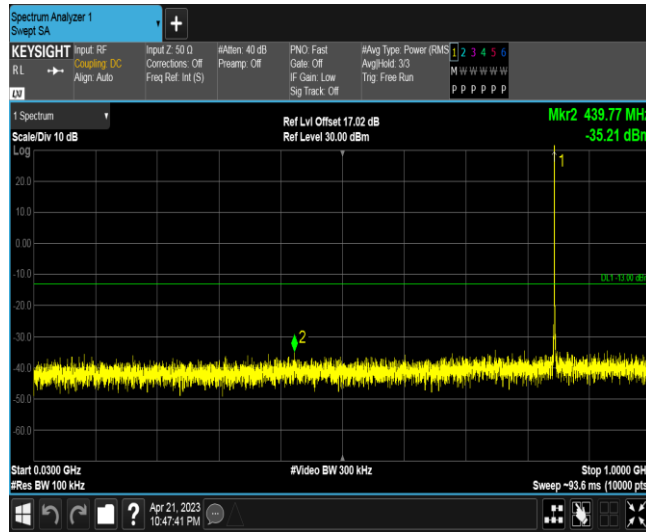 Spectrum Analyzer 1
Swept SA
+
KEYSIGHT
RL
LXI
Input: RF
Coupling: DC
Align: Auto
Input Z: 50 Ω
Corrections: Off
Freq Ref: Int (S)
#Atten: 40 dB
Preamp: Off
PNO: Fast
Gate: Off
IF Gain: Low
Sig Track: Off
#Avg Type: Power (RMS
Avg|Hold: 3/3
Trig: Free Run
1 2 3 4 5 6
M W W W W W
P P P P P P
1 Spectrum
Scale/Div 10 dB
Log
Ref Lvl Offset 17.02 dB
Ref Level 30.00 dBm
Mkr2 439.77 MHz
-35.21 dBm
1
20.0
10.0
0.00
-10.0
DL1 -13.00 dBm
-20.0
-30.0
2
-40.0
-50.0
-60.0
Start 0.0300 GHz
#Res BW 100 kHz
#Video BW 300 kHz
Stop 1.0000 GHz
Sweep ~93.6 ms (10000 pts
?
Apr 21, 2023
10:47:41 PM